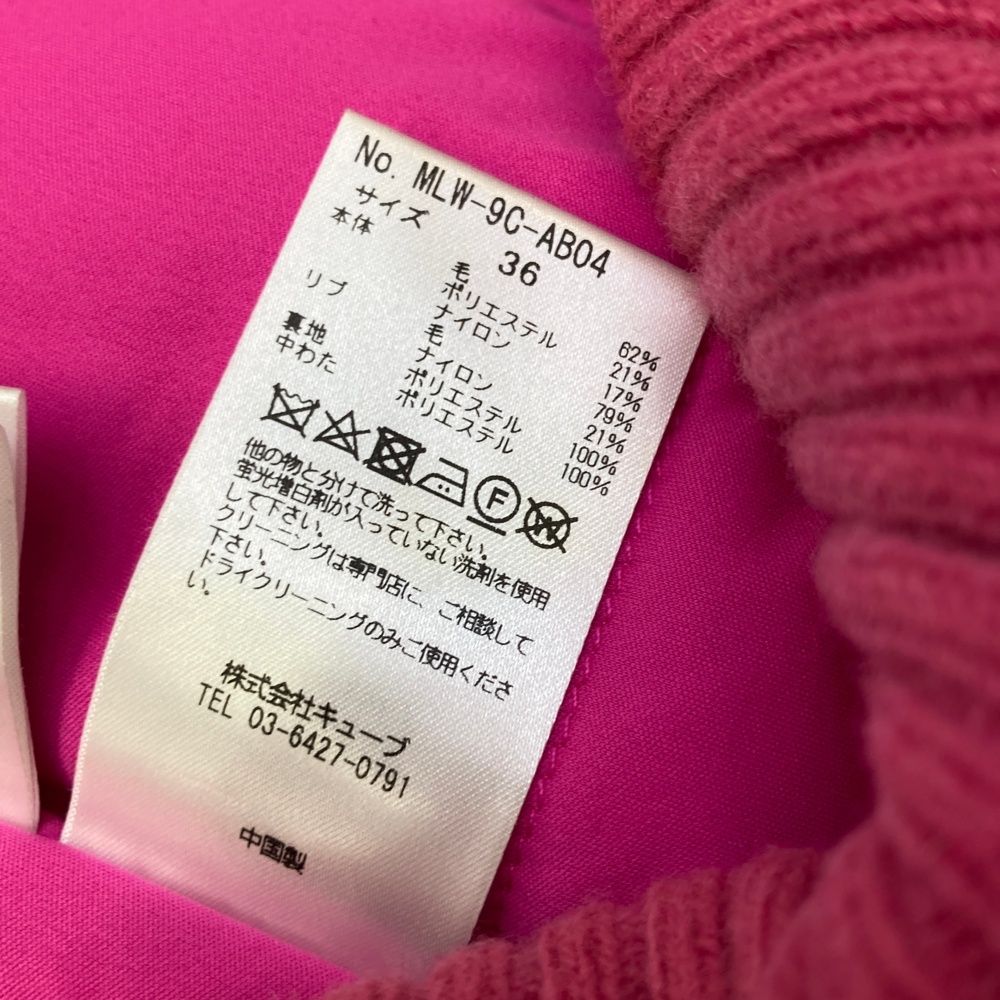 No. MLW-9C-AB04
サイズ 36
本体 毛 62%
ポリエステル 21%
ナイロン 17%
リブ 毛 79%
ナイロン 21%
裏地 ポリエステル 100%
中わた ポリエステル 100%
F W
他の物と分けて洗って下さい。
蛍光増白剤が入っていない洗剤を使用
して下さい。
クリーニングは専門店に、ご相談して
下さい。
ドライクリーニングのみご使用くださ
い。
株式会社キューブ
TEL 03-6427-0791
中国製